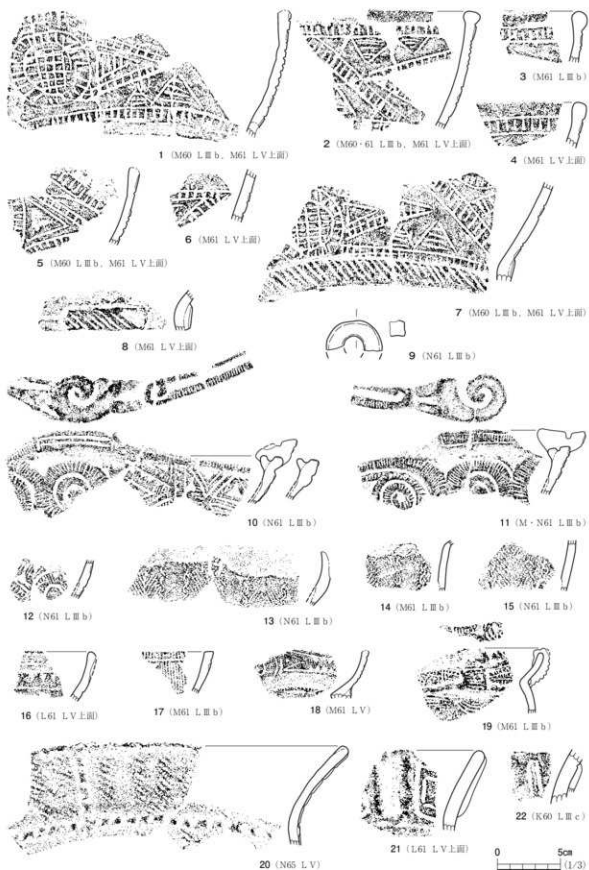 1 (M60 LⅢb、M61 LⅤ上面)
2 (M60・61 LⅢb、M61 LⅤ上面)
3 (M61 LⅢb)
4 (M61 LⅤ上面)
5 (M60 LⅢb、M61 LⅤ上面)
6 (M61 LⅤ上面)
7 (M60 LⅢb、M61 LⅤ上面)
8 (M61 LⅤ上面)
9 (N61 LⅢb)
10 (N61 LⅢb)
11 (M・N61 LⅢb)
12 (N61 LⅢb)
13 (N61 LⅢb)
14 (M61 LⅢb)
15 (N61 LⅢb)
16 (L61 LⅤ上面)
17 (M61 LⅢb)
18 (M61 LⅤ)
19 (M61 LⅢb)
20 (N65 LⅤ)
21 (L61 LⅤ上面)
22 (K60 LⅢc)
0 5cm
(1/3)